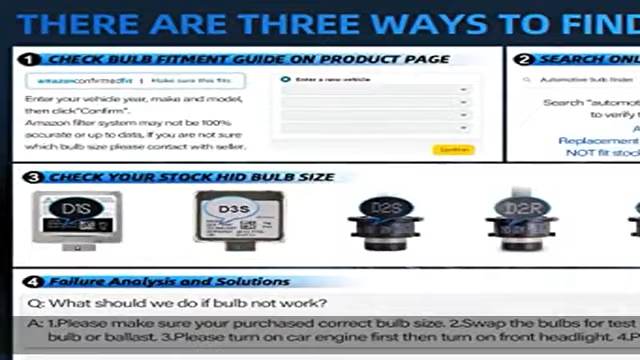 THERE ARE THREE WAYS TO FIND
1 CHECK BULB FITMENT GUIDE ON PRODUCT PAGE
amazonconfirmedfit | Make sure this fits.
Enter your vehicle year, make and model,
then click"Confirm".
Amazon filter system may not be 100%
accurate or up to data, if you are not sure
which bulb size please contact with seller.
Enter a new vehicle
Confirm
2 SEARCH ONL
Automotive bulb finder
Search "automot
to verify t
A
Replacement
NOT fit stock
3 CHECK YOUR STOCK HID BULB SIZE
D1S
D3S
D2S
D2R
4 Failure Analysis and Solutions
Q: What should we do if bulb not work?
A: 1.Please make sure your purchased correct bulb size. 2.Swap the bulbs for test
bulb or ballast. 3.Please turn on car engine first then turn on front headlight. 4.P